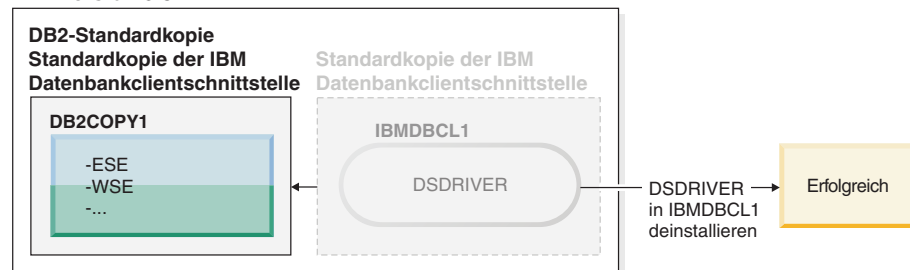 DB2-Standardkopie
Standardkopie der IBM
Datenbankclientschnittstelle
Standardkopie der IBM
Datenbankclientschnittstelle
DB2COPY1
-ESE
-WSE
-...
IBMDBCL1
DSDRIVER
DSDRIVER
in IBMDBCL1
deinstallieren
Erfolgreich